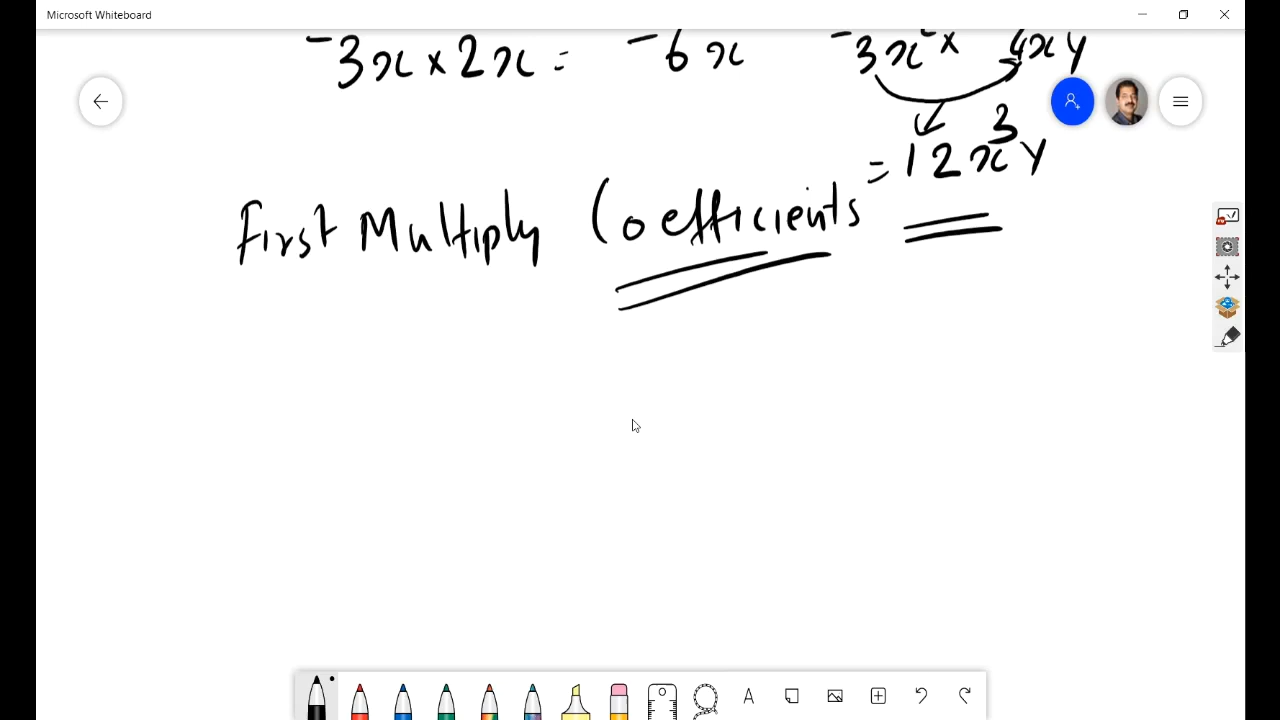 Microsoft Whiteboard
-3x × 2x = -6x
-3x² × 4xy
= 12x³y
First Multiply Coefficients
A